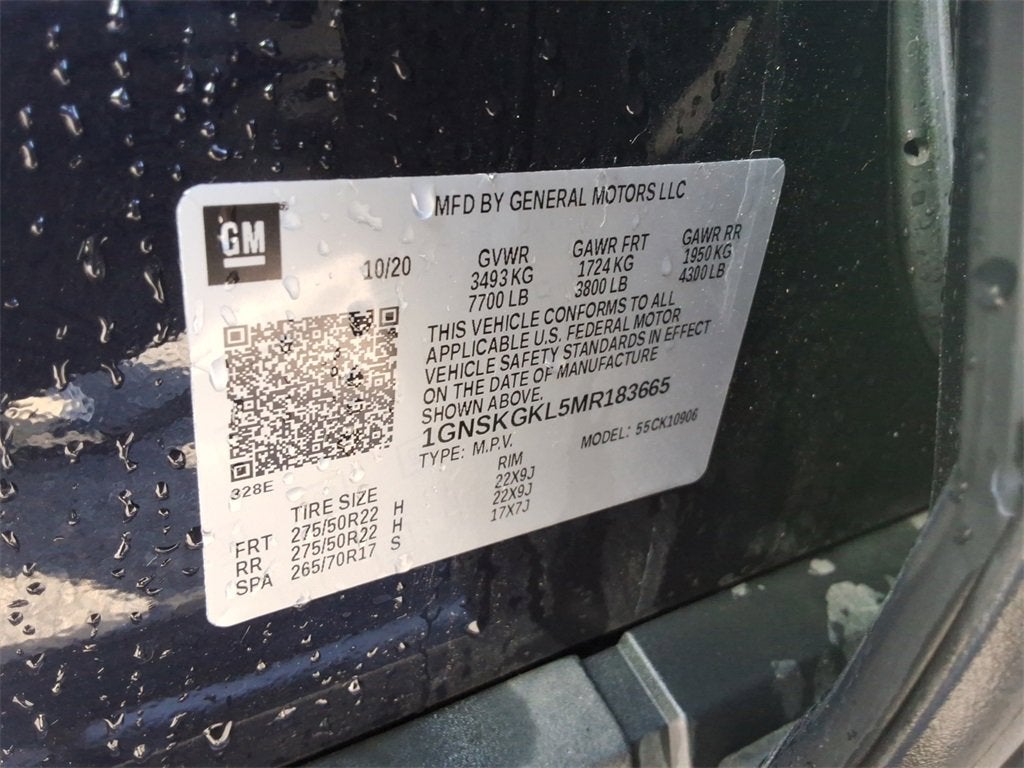 MFD BY GENERAL MOTORS LLC
GM
10/20
GVWR GAWR FRT GAWR RR
3493 KG 1724 KG 1950 KG
7700 LB 3800 LB 4300 LB
THIS VEHICLE CONFORMS TO ALL
APPLICABLE U.S. FEDERAL MOTOR
VEHICLE SAFETY STANDARDS IN EFFECT
ON THE DATE OF MANUFACTURE
SHOWN ABOVE.
1GNSKGKL5MR183665
TYPE: M.P.V. MODEL: 55CK10906
328E
TIRE SIZE RIM
FRT 275/50R22 H 22X9J
RR 275/50R22 H 22X9J
SPA 265/70R17 S 17X7J